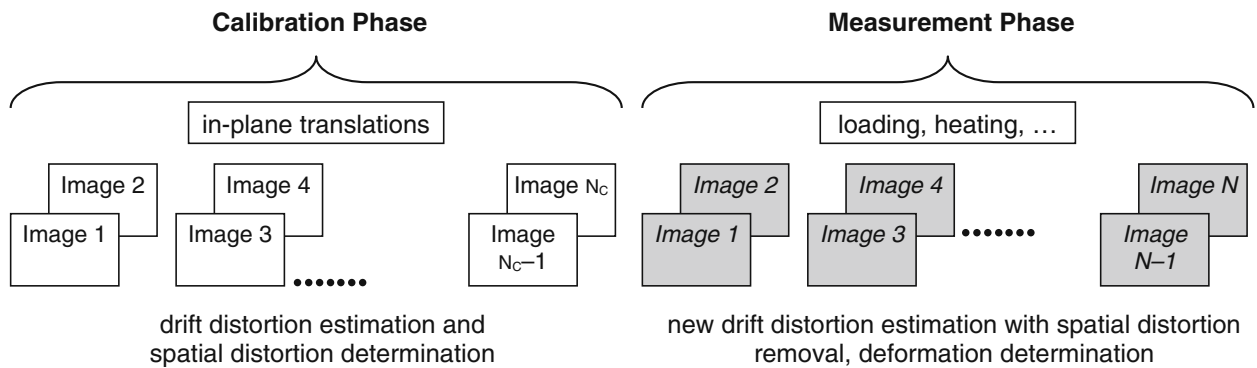 Calibration Phase
Measurement Phase
in-plane translations
loading, heating, …
Image 2
Image 4
Image NC
Image 1
Image 3
Image
NC–1
Image 2
Image 4
Image N
Image 1
Image 3
Image
N–1
drift distortion estimation and
spatial distortion determination
new drift distortion estimation with spatial distortion
removal, deformation determination